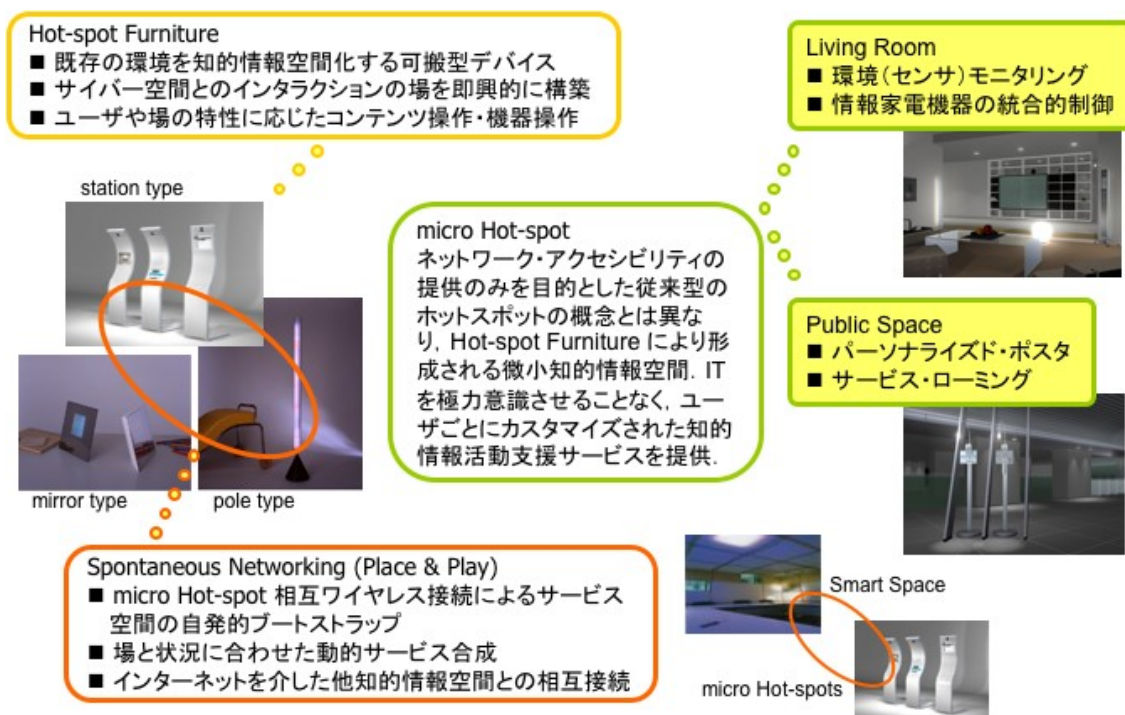 Hot-spot Furniture
■ 既存の環境を知的情報空間化する可搬型デバイス
■ サイバー空間とのインタラクションの場を即興的に構築
■ ユーザや場の特性に応じたコンテンツ操作・機器操作
station type
mirror type
pole type
micro Hot-spot
ネットワーク・アクセシビリティの
提供のみを目的とした従来型の
ホットスポットの概念とは異な
り, Hot-spot Furniture により形
成される微小知的情報空間. IT
を極力意識させることなく, ユー
ザごとにカスタマイズされた知的
情報活動支援サービスを提供.
Living Room
■ 環境(センサ)モニタリング
■ 情報家電機器の統合的制御
Public Space
■ パーソナライズド・ポスタ
■ サービス・ローミング
Spontaneous Networking (Place & Play)
■ micro Hot-spot 相互ワイヤレス接続によるサービス
空間の自発的ブートストラップ
■ 場と状況に合わせた動的サービス合成
■ インターネットを介した他知的情報空間との相互接続
Smart Space
micro Hot-spots